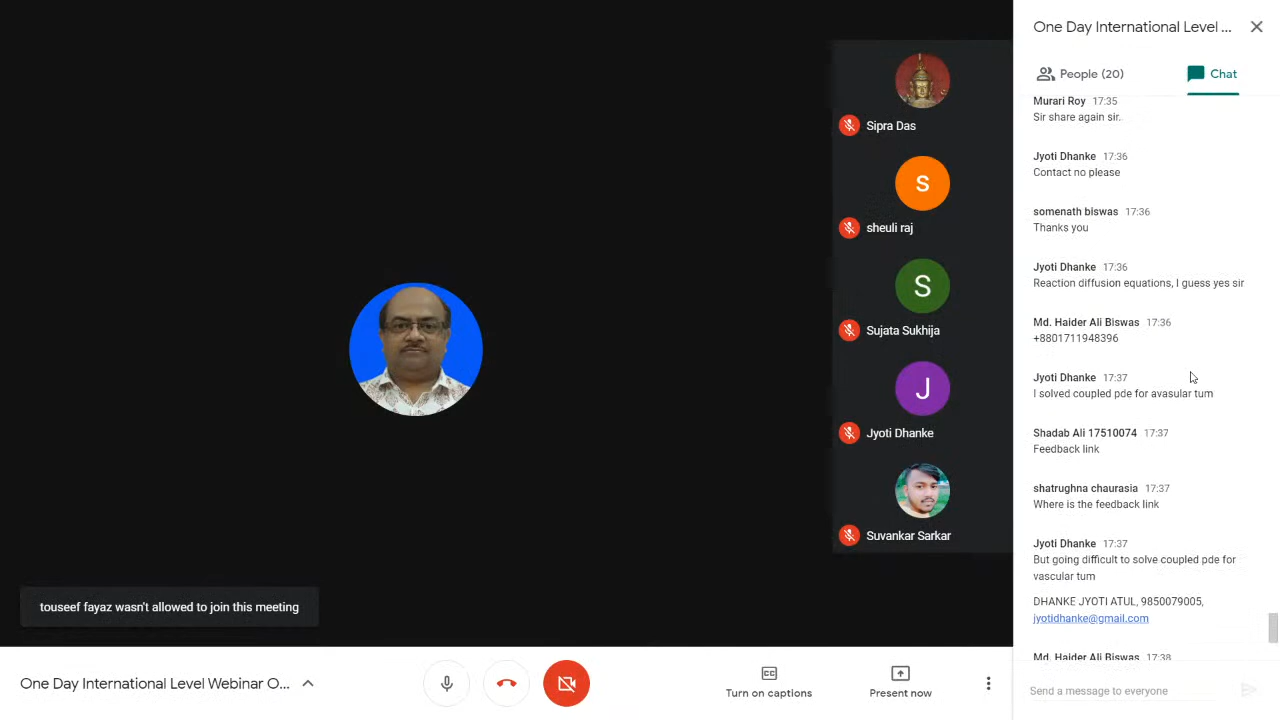 One Day International Level ...
People (20)
Chat
Murari Roy 17:35
Sir share again sir.
Jyoti Dhanke 17:36
Contact no please
somenath biswas 17:36
Thanks you
Jyoti Dhanke 17:36
Reaction diffusion equations, I guess yes sir
Md. Haider Ali Biswas 17:36
+8801711948396
Jyoti Dhanke 17:37
I solved coupled pde for avasular tum
Shadab Ali 17510074 17:37
Feedback link
shatrughna chaurasia 17:37
Where is the feedback link
Jyoti Dhanke 17:37
But going difficult to solve coupled pde for
vascular tum
DHANKE JYOTI ATUL, 9850079005,
jyotidhanke@gmail.com
Md. Haider Ali Biswas 17:38
Send a message to everyone
Sipra Das
s
sheuli raj
S
Sujata Sukhija
J
Jyoti Dhanke
Suvankar Sarkar
touseef fayaz wasn't allowed to join this meeting
One Day International Level Webinar O...
CC
Turn on captions
Present now